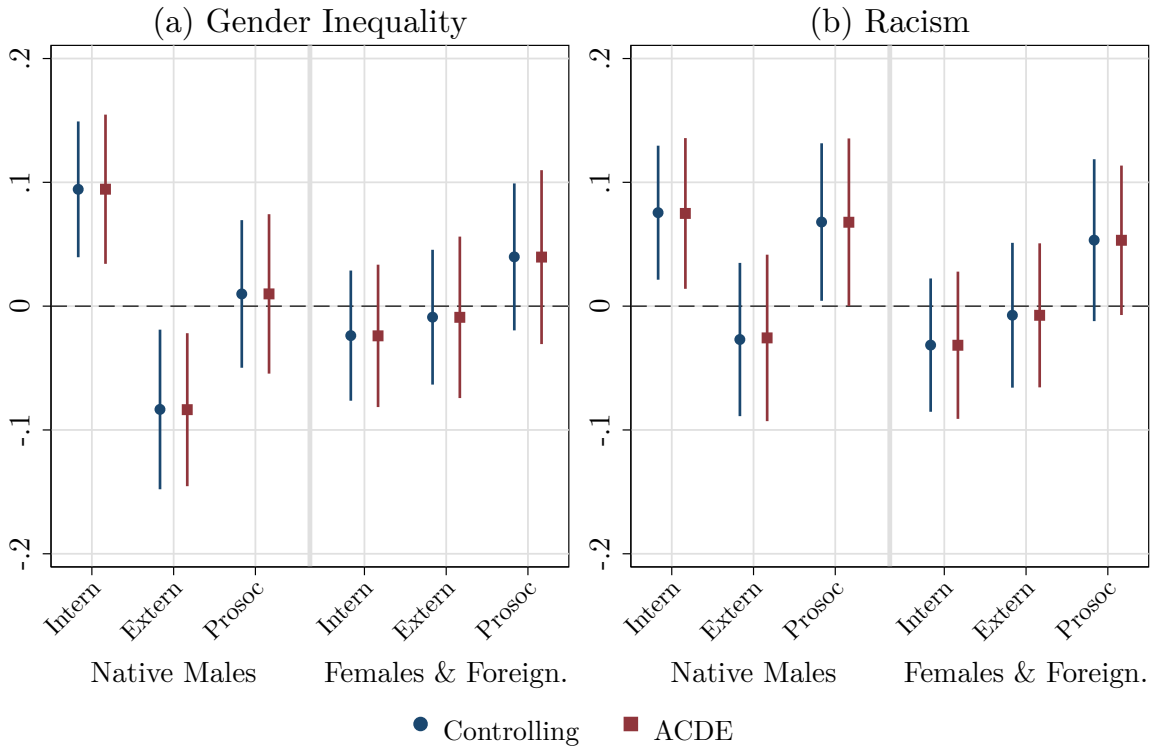 (a) Gender Inequality
.2
.1
0
-.1
-.2
Intern
Extern
Prosoc
Intern
Extern
Prosoc
Native Males
Females & Foreign.
(b) Racism
.2
.1
0
-.1
-.2
Intern
Extern
Prosoc
Intern
Extern
Prosoc
Native Males
Females & Foreign.
Controlling
ACDE